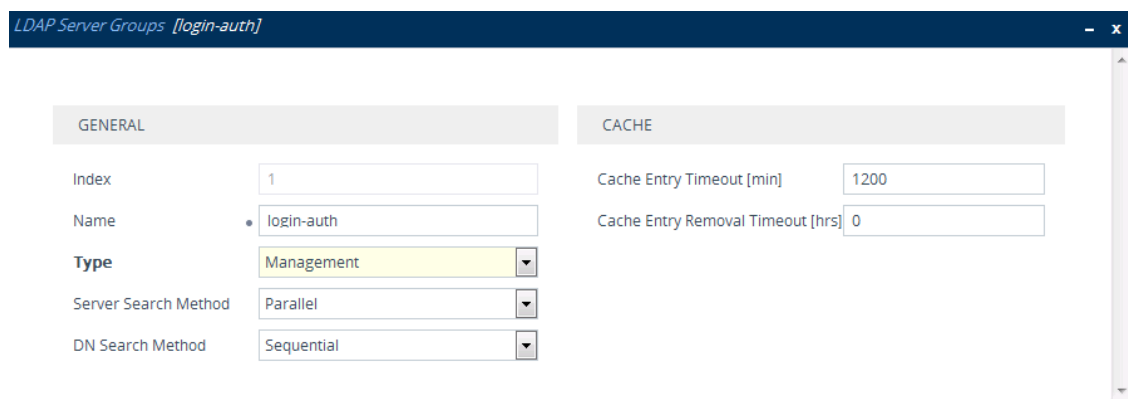 LDAP Server Groups [login-auth] – x
GENERAL
Index 1
Name login-auth
Type Management
Server Search Method Parallel
DN Search Method Sequential
CACHE
Cache Entry Timeout [min] 1200
Cache Entry Removal Timeout [hrs] 0